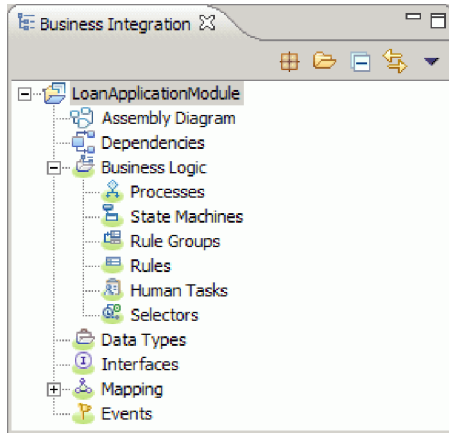 Business Integration
LoanApplicationModule
Assembly Diagram
Dependencies
Business Logic
Processes
State Machines
Rule Groups
Rules
Human Tasks
Selectors
Data Types
Interfaces
Mapping
Events